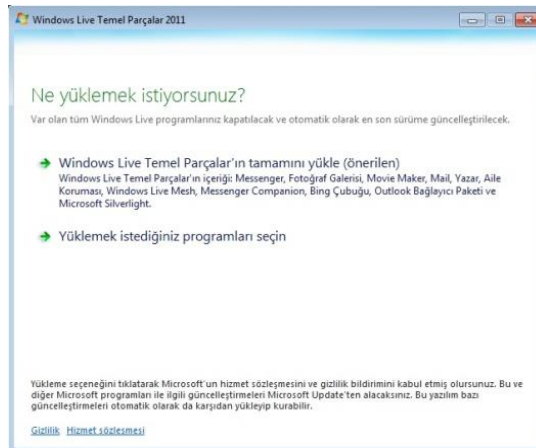 Windows Live Temel Parçalar 2011
Ne yüklemek istiyorsunuz?
Var olan tüm Windows Live programlarınız kapatılacak ve otomatik olarak en son sürüme güncelleştirilecek.
Windows Live Temel Parçalar'ın tamamını yükle (önerilen)
Windows Live Temel Parçalar'ın içeriği: Messenger, Fotoğraf Galerisi, Movie Maker, Mail, Yazar, Aile
Koruması, Windows Live Mesh, Messenger Companion, Bing Çubuğu, Outlook Bağlayıcı Paketi ve
Microsoft Silverlight.
Yüklemek istediğiniz programları seçin
Yükleme seçeneğini tıklatarak Microsoft'un hizmet sözleşmesini ve gizlilik bildirimini kabul etmiş olursunuz. Bu ve
diğer Microsoft programları ile ilgili güncelleştirmeleri Microsoft Update'ten alacaksınız. Bu yazılım bazı
güncelleştirmeleri otomatik olarak da karşıdan yükleyip kurabilir.
Gizlilik Hizmet sözleşmesi